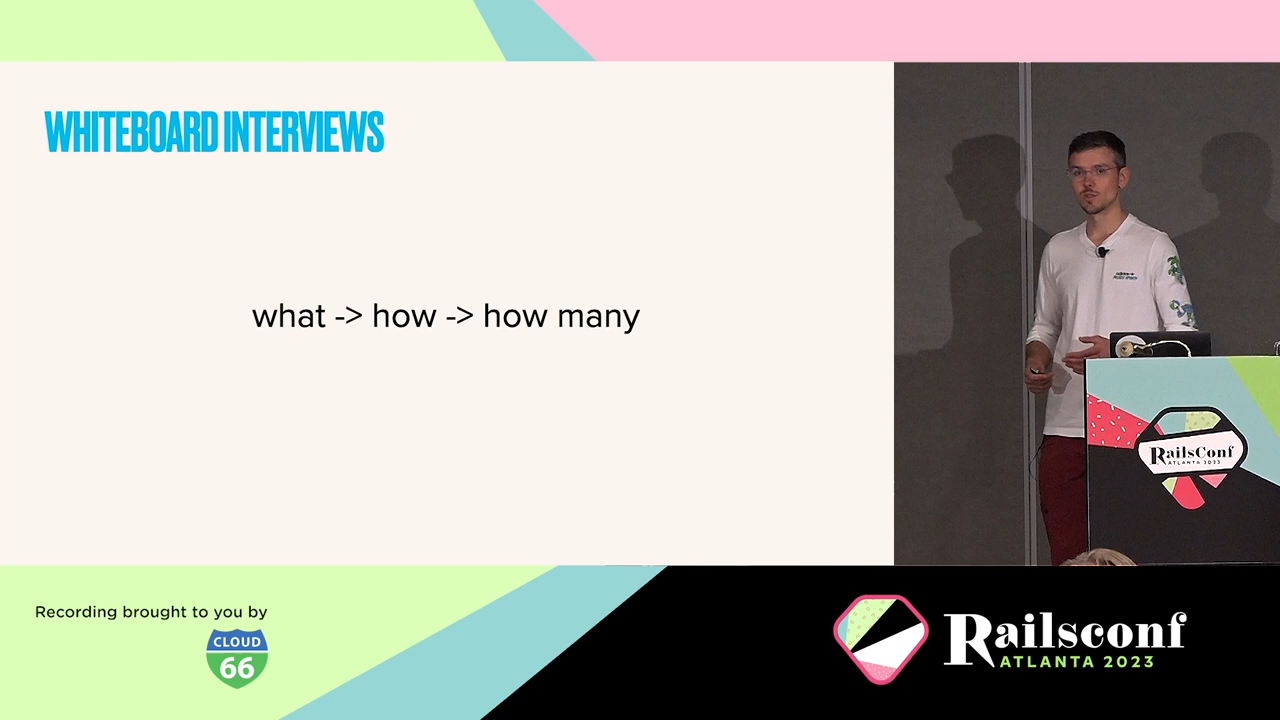 WHITEBOARD INTERVIEWS
what -> how -> how many
RailsConf
ATLANTA 2023
Recording brought to you by
CLOUD
66
Railsconf
ATLANTA 2023